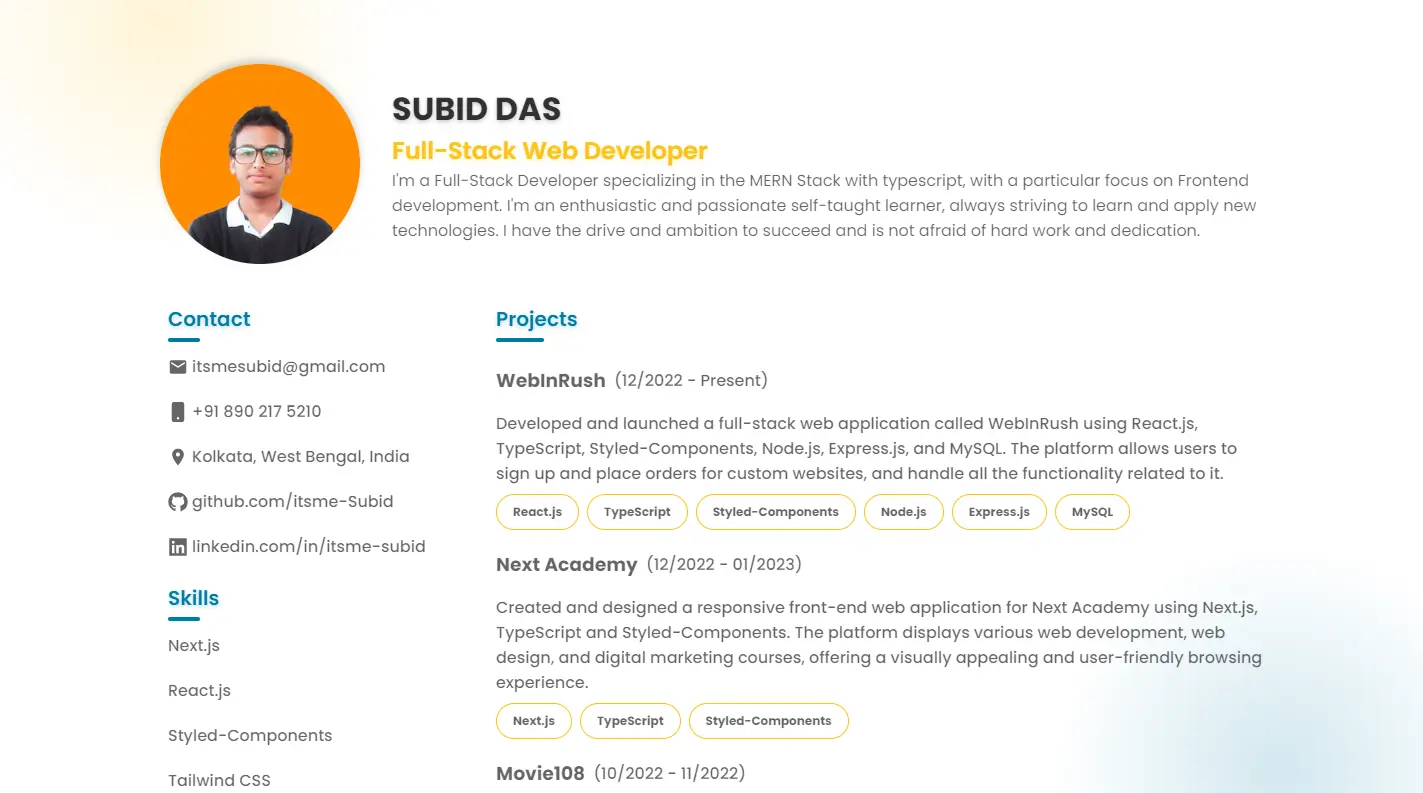 SUBID DAS
Full-Stack Web Developer
I'm a Full-Stack Developer specializing in the MERN Stack with typescript, with a particular focus on Frontend
development. I'm an enthusiastic and passionate self-taught learner, always striving to learn and apply new
technologies. I have the drive and ambition to succeed and is not afraid of hard work and dedication.
Contact
itsmesubid@gmail.com
+91 890 217 5210
Kolkata, West Bengal, India
github.com/itsme-Subid
linkedin.com/in/itsme-subid
Skills
Next.js
React.js
Styled-Components
Tailwind CSS
Projects
WebInRush (12/2022 - Present)
Developed and launched a full-stack web application called WebInRush using React.js,
TypeScript, Styled-Components, Node.js, Express.js, and MySQL. The platform allows users to
sign up and place orders for custom websites, and handle all the functionality related to it.
React.js TypeScript Styled-Components Node.js Express.js MySQL
Next Academy (12/2022 - 01/2023)
Created and designed a responsive front-end web application for Next Academy using Next.js,
TypeScript and Styled-Components. The platform displays various web development, web
design, and digital marketing courses, offering a visually appealing and user-friendly browsing
experience.
Next.js TypeScript Styled-Components
Movie108 (10/2022 - 11/2022)